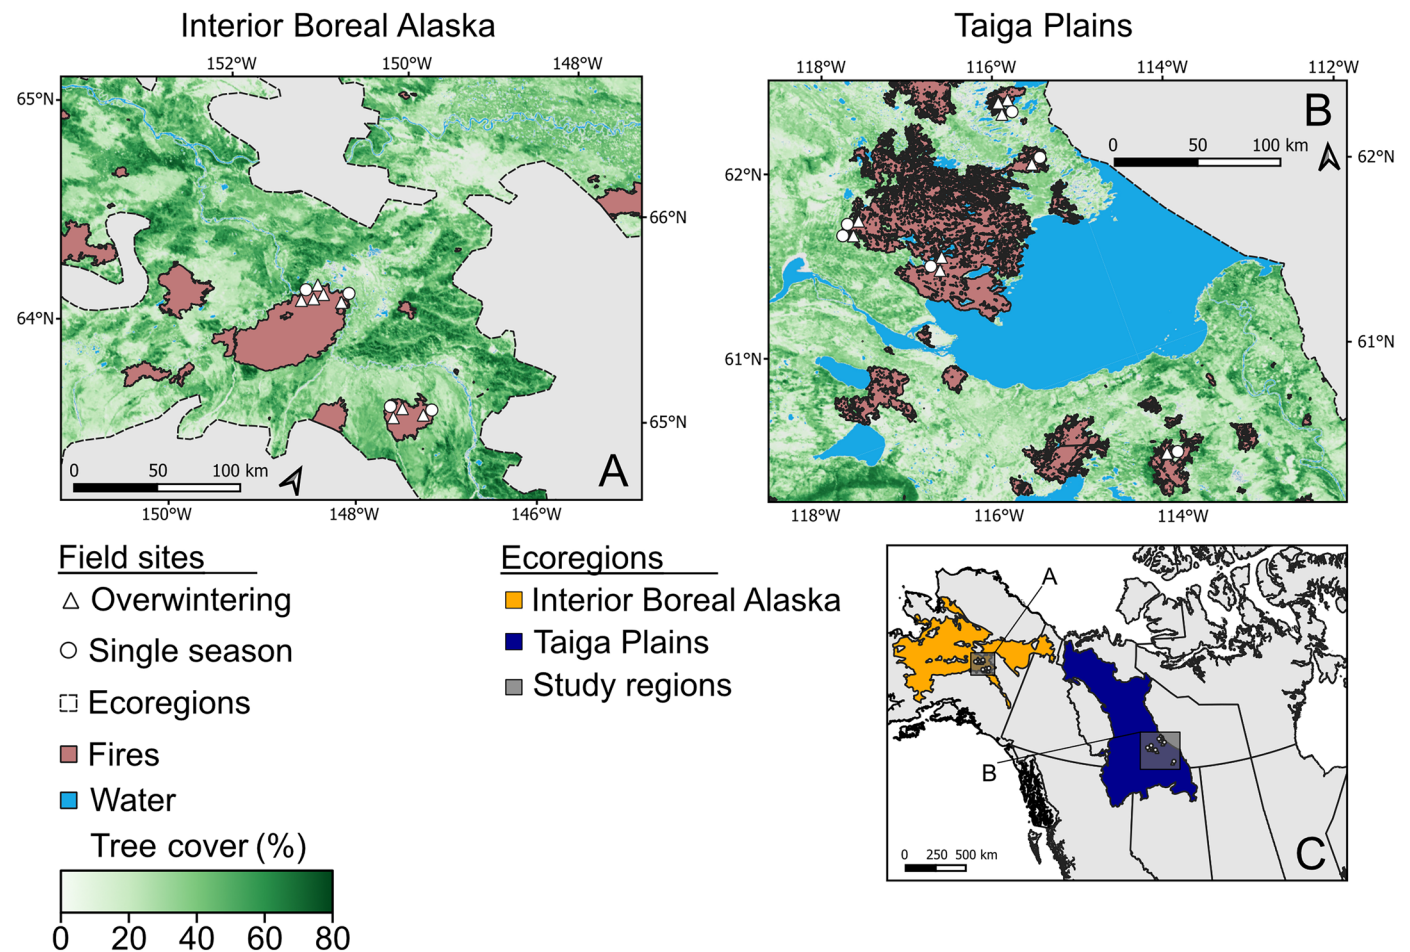 Interior Boreal Alaska
Taiga Plains
152°W 150°W 148°W
118°W 116°W 114°W 112°W
65°N
B
0 50 100 km
62°N
62°N
66°N
64°N
61°N
61°N
65°N
0 50 100 km
A
150°W 148°W 146°W
118°W 116°W 114°W
Field sites
Overwintering
Single season
Ecoregions
Fires
Water
Tree cover (%)
0 20 40 60 80
Ecoregions
Interior Boreal Alaska
Taiga Plains
Study regions
A
B
0 250 500 km
C